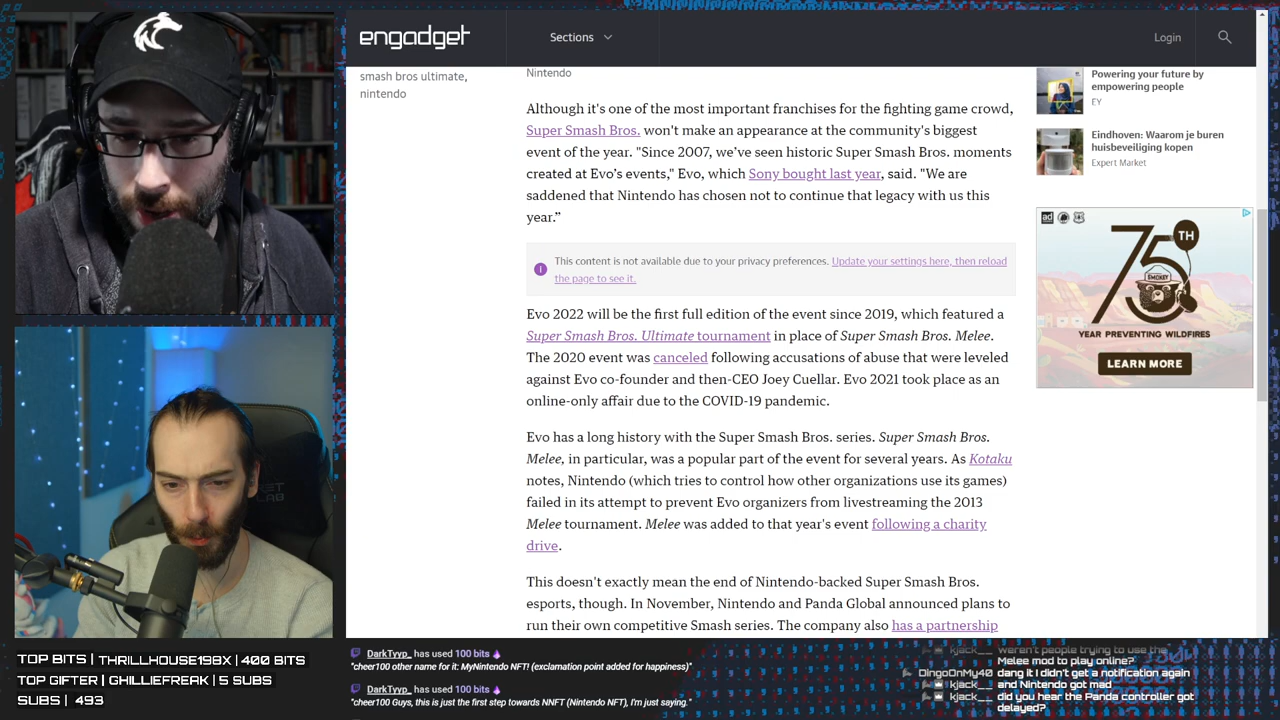 engadget
Sections
Login
smash bros ultimate,
nintendo
Nintendo
Although it's one of the most important franchises for the fighting game crowd,
Super Smash Bros. won't make an appearance at the community's biggest
event of the year. "Since 2007, we’ve seen historic Super Smash Bros. moments
created at Evo’s events," Evo, which Sony bought last year, said. "We are
saddened that Nintendo has chosen not to continue that legacy with us this
year.”
This content is not available due to your privacy preferences. Update your settings here, then reload
the page to see it.
Evo 2022 will be the first full edition of the event since 2019, which featured a
Super Smash Bros. Ultimate tournament in place of Super Smash Bros. Melee.
The 2020 event was canceled following accusations of abuse that were leveled
against Evo co-founder and then-CEO Joey Cuellar. Evo 2021 took place as an
online-only affair due to the COVID-19 pandemic.
Evo has a long history with the Super Smash Bros. series. Super Smash Bros.
Melee, in particular, was a popular part of the event for several years. As Kotaku
notes, Nintendo (which tries to control how other organizations use its games)
failed in its attempt to prevent Evo organizers from livestreaming the 2013
Melee tournament. Melee was added to that year's event following a charity
drive.
This doesn't exactly mean the end of Nintendo-backed Super Smash Bros.
esports, though. In November, Nintendo and Panda Global announced plans to
run their own competitive Smash series. The company also has a partnership
Powering your future by
empowering people
EY
Eindhoven: Waarom je buren
huisbeveiliging kopen
Expert Market
ad
75TH
SMOKEY
YEAR PREVENTING WILDFIRES
LEARN MORE
TOP BITS | THRILLHOUSE198X | 400 BITS
TOP GIFTER | GHILLIEFREAK | 5 SUBS
SUBS | 493
DarkTyyp_ has used 100 bits
"cheer100 other name for it: MyNintendo NFT! (exclamation point added for happiness)"
DarkTyyp_ has used 100 bits
"cheer100 Guys, this is just the first step towards NNFT (Nintendo NFT), I'm just saying."
kjack__ weren't people trying to use the
Melee mod to play online?
DingoOnMy40 dang it I didn't get a notification again
kjack__ and Nintendo got mad
kjack__ did you hear the Panda controller got
delayed?